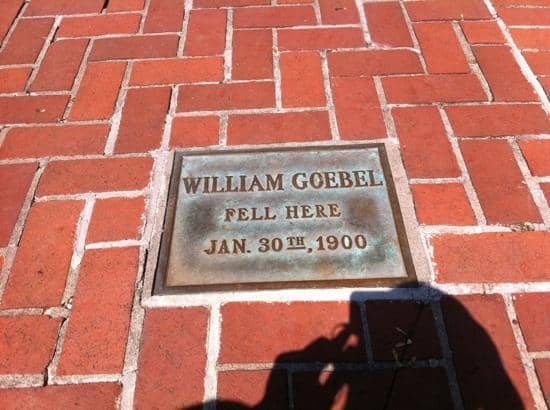 WILLIAM GOEBEL
FELL HERE
JAN. 30TH, 1900